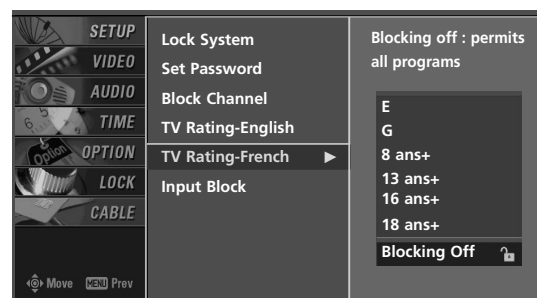 SETUP
VIDEO
AUDIO
TIME
OPTION
LOCK
CABLE
Move MENU Prev
Lock System
Set Password
Block Channel
TV Rating-English
TV Rating-French ►
Input Block
Blocking off : permits
all programs
E
G
8 ans+
13 ans+
16 ans+
18 ans+
Blocking Off